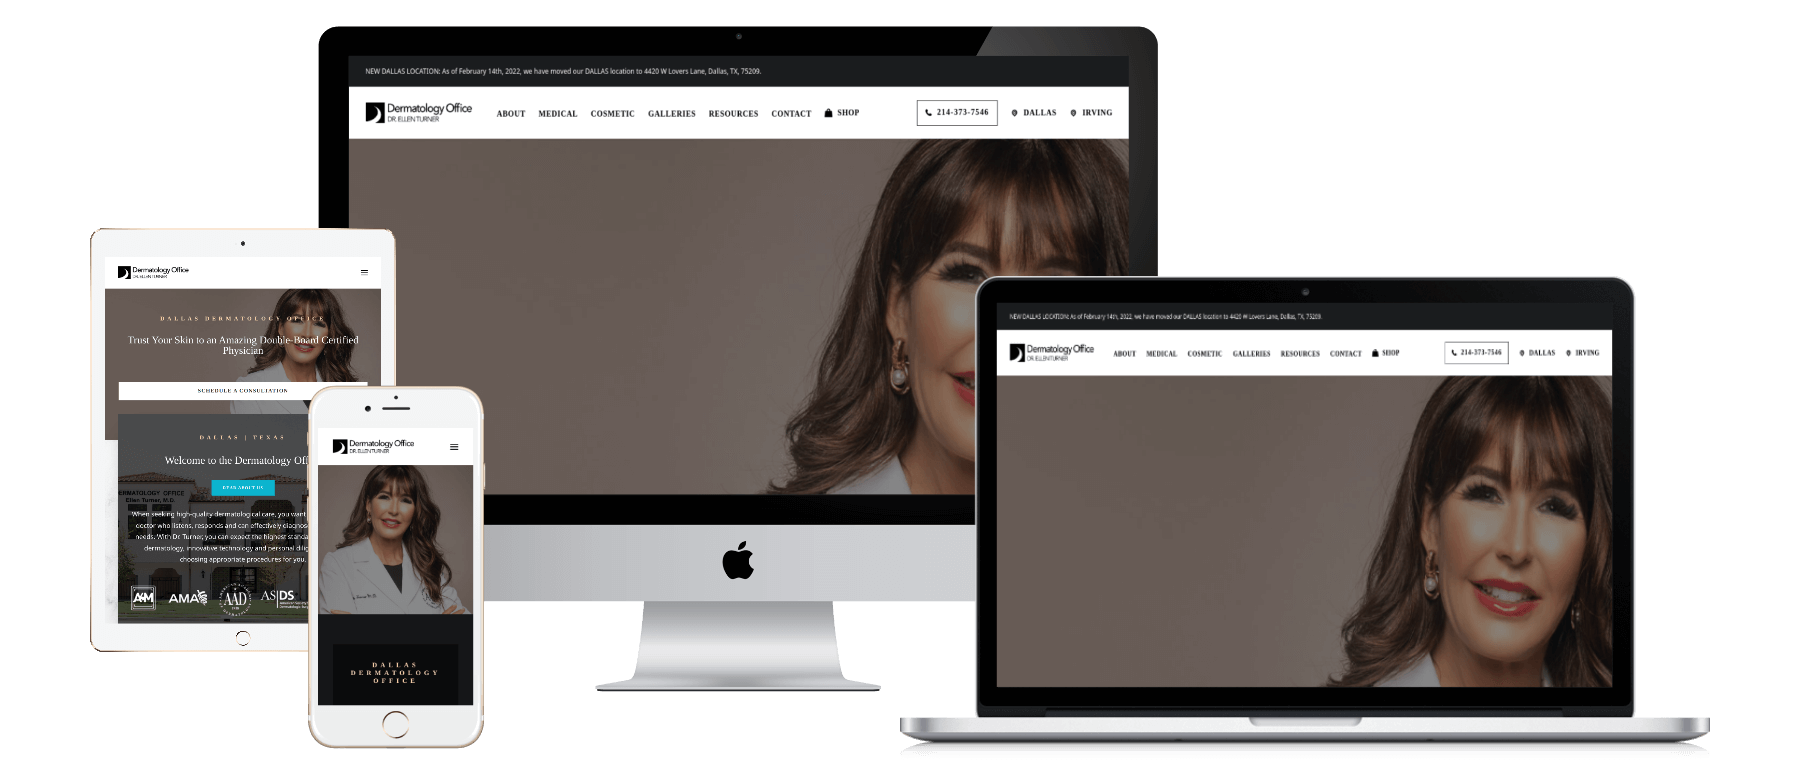 NEW DALLAS LOCATION: As of February 14th, 2022, we have moved our DALLAS location to 4420 W Lovers Lane, Dallas, TX, 75209.
Dermatology Office
DR. ELLEN TURNER
ABOUT MEDICAL COSMETIC GALLERIES RESOURCES CONTACT SHOP
214-373-7546 DALLAS IRVING
Dermatology Office
DR. ELLEN TURNER
DALLAS DERMATOLOGY OFFICE
Trust Your Skin to an Amazing Double-Board Certified
Physician
SCHEDULE A CONSULTATION
DALLAS | TEXAS
Welcome to the Dermatology Off
READ ABOUT US
ERMATOLOGY OFFICE
Ellen Turner, M.D.
When seeking high-quality dermatological care, you want
doctor who listens, responds and can effectively diagnos
needs. With Dr. Turner, you can expect the highest standa
dermatology, innovative technology and personal dilig
choosing appropriate procedures for you.
AMA
AAD
ASDS
Dermatology Office
DR. ELLEN TURNER
DALLAS
DERMATOLOGY
OFFICE
NEW DALLAS LOCATION: As of February 14th, 2022, we have moved our DALLAS location to 4420 W Lovers Lane, Dallas, TX, 75209.
Dermatology Office
DR. ELLEN TURNER
ABOUT MEDICAL COSMETIC GALLERIES RESOURCES CONTACT SHOP
214-373-7546 DALLAS IRVING